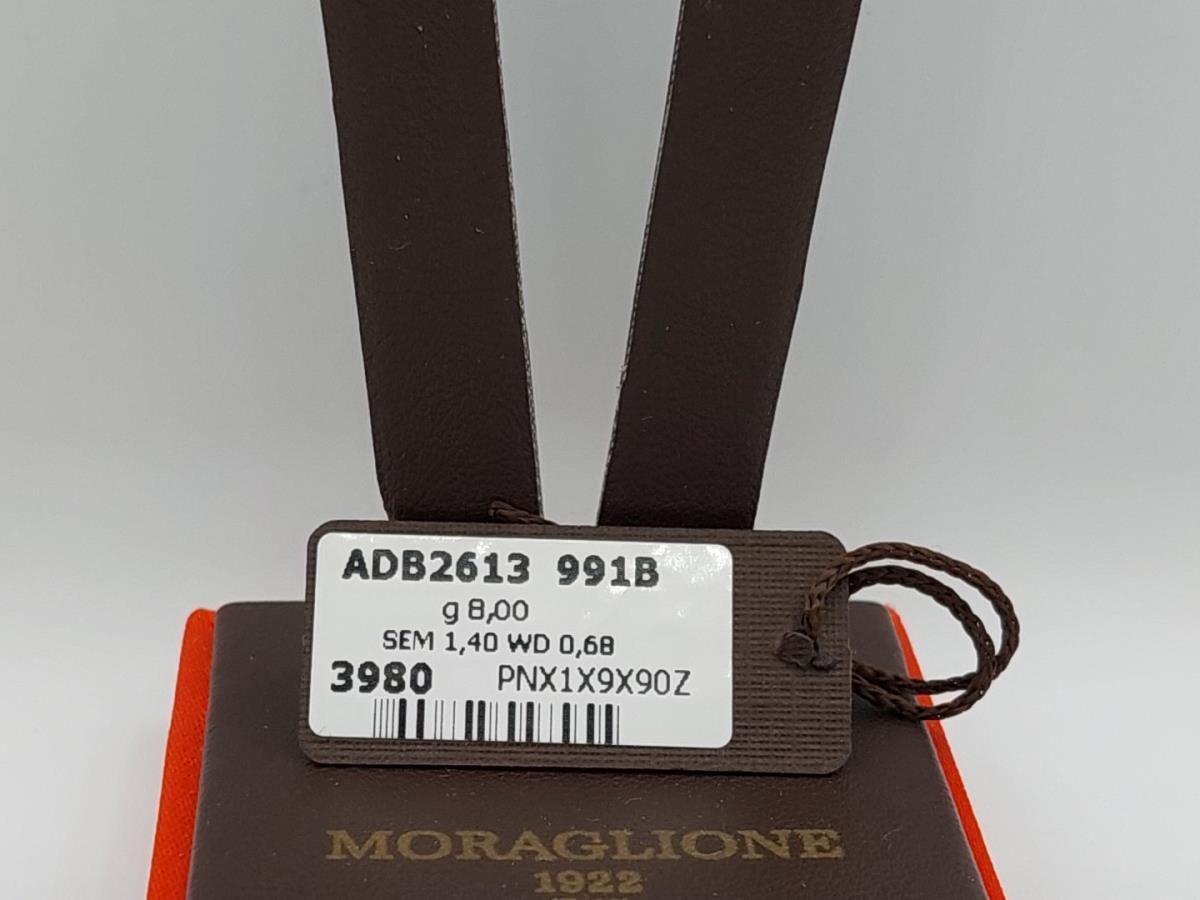 ADB2613 991B
g 8,00
SEM 1,40 WD 0,68
3980 PNX1X9X90Z
MORAGLIONE
1922